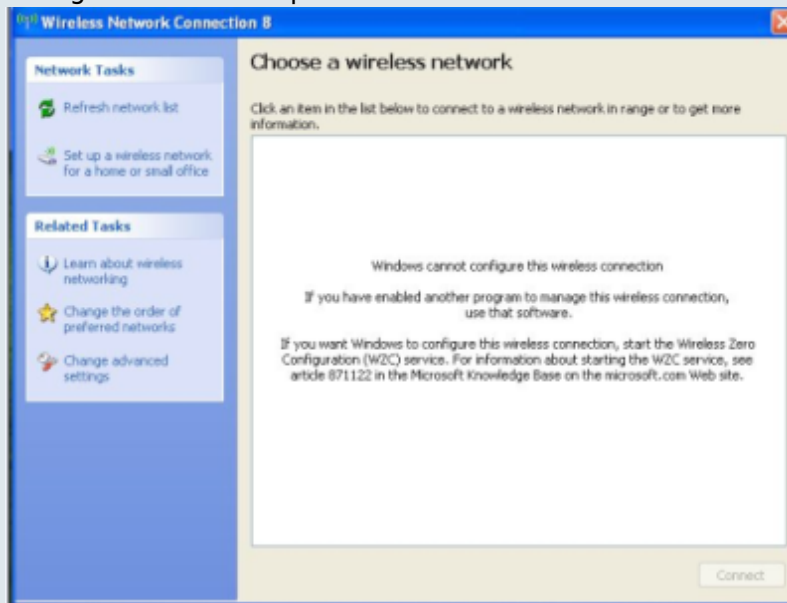 Wireless Network Connection 8
Network Tasks
Refresh network list
Set up a wireless network
for a home or small office
Related Tasks
Learn about wireless
networking
Change the order of
preferred networks
Change advanced
settings
Choose a wireless network
Click an item in the list below to connect to a wireless network in range or to get more
information.
Windows cannot configure this wireless connection
If you have enabled another program to manage this wireless connection,
use that software.
If you want Windows to configure this wireless connection, start the Wireless Zero
Configuration (WZC) service. For information about starting the WZC service, see
article 871122 in the Microsoft Knowledge Base on the microsoft.com Web site.
Connect